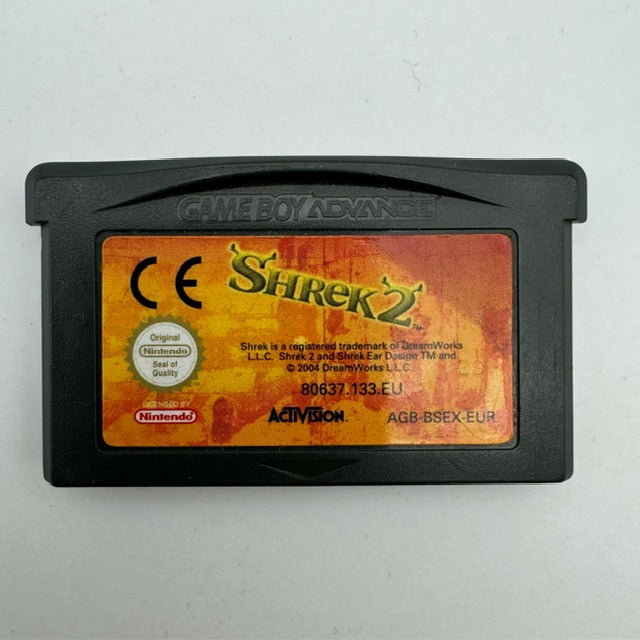 GAME BOY ADVANCE
CE
SHREK 2
TM
Original
Nintendo
Seal of
Quality
LICENSED BY
Nintendo
Shrek is a registered trademark of DreamWorks
L.L.C. Shrek 2 and Shrek Ear Design TM and
© 2004 DreamWorks L.L.C.
80637.133.EU
ACTIVISION.
AGB-BSEX-EUR